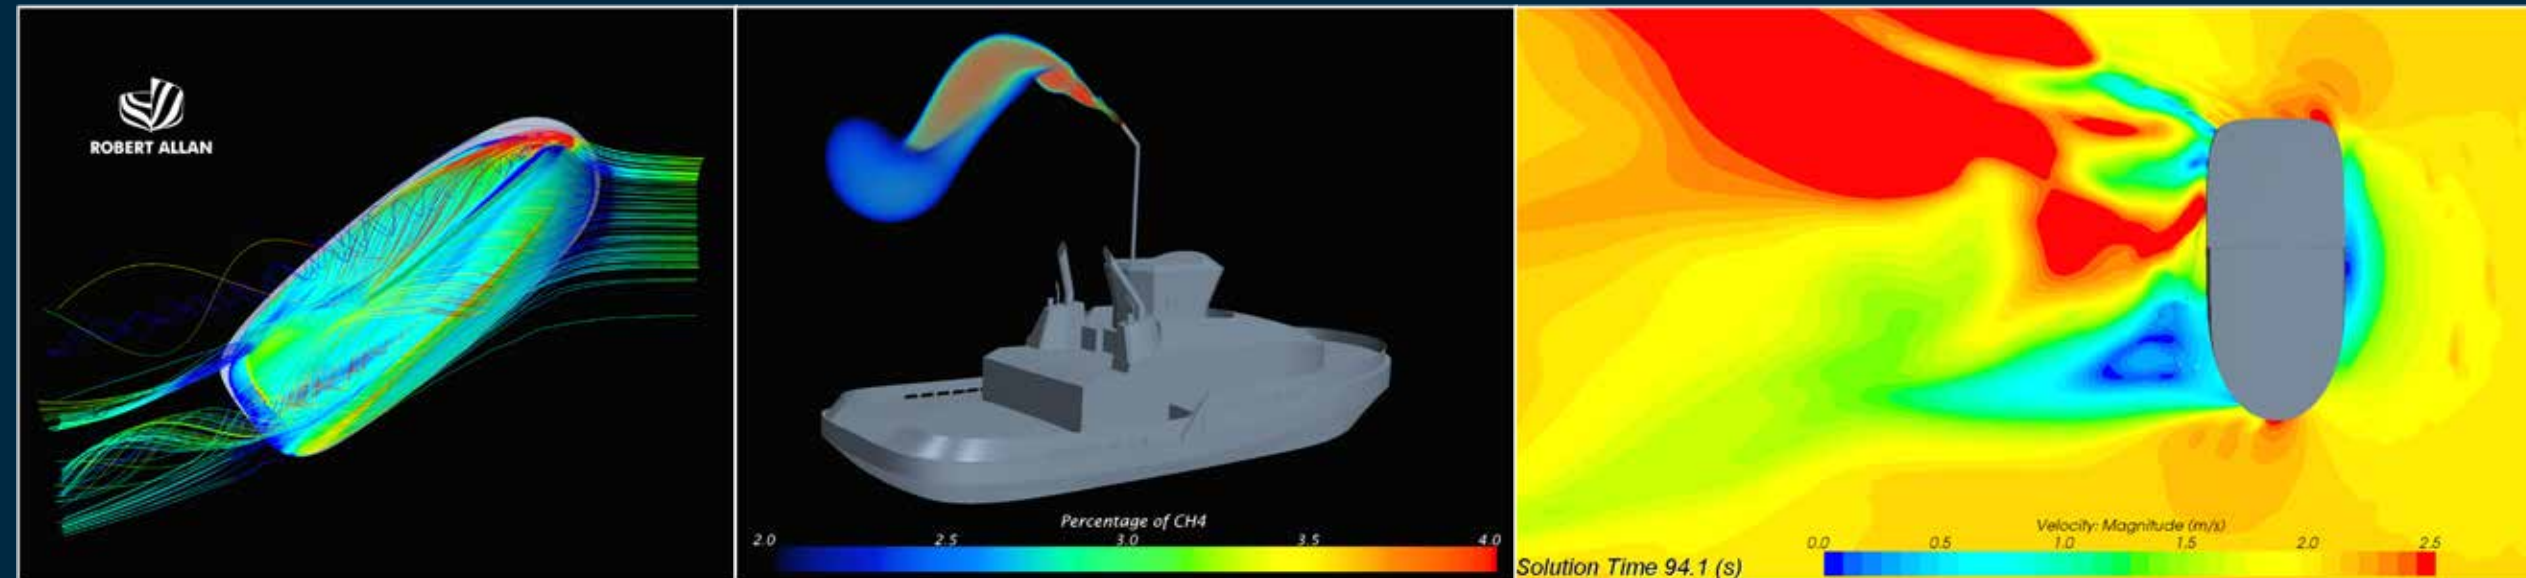 ROBERT ALLAN
Percentage of CH4
2.0 2.5 3.0 3.5 4.0
Velocity: Magnitude (m/s)
0.0 0.5 1.0 1.5 2.0 2.5
Solution Time 94.1 (s)